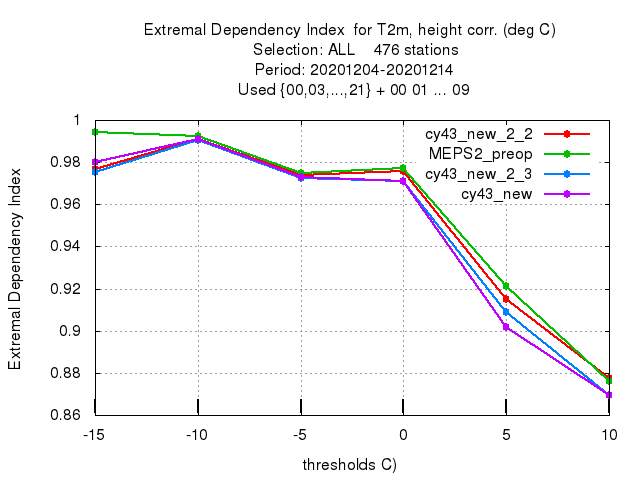 Extremal Dependency Index  for T2m, height corr. (deg C)
Selection: ALL    476 stations
Period: 20201204-20201214
Used {00,03,...,21} + 00 01 ... 09
Extremal Dependency Index
1
0.98
0.96
0.94
0.92
0.9
0.88
0.86
cy43_new_2_2
MEPS2_preop
cy43_new_2_3
cy43_new
-15 -10 -5 0 5 10
thresholds C)